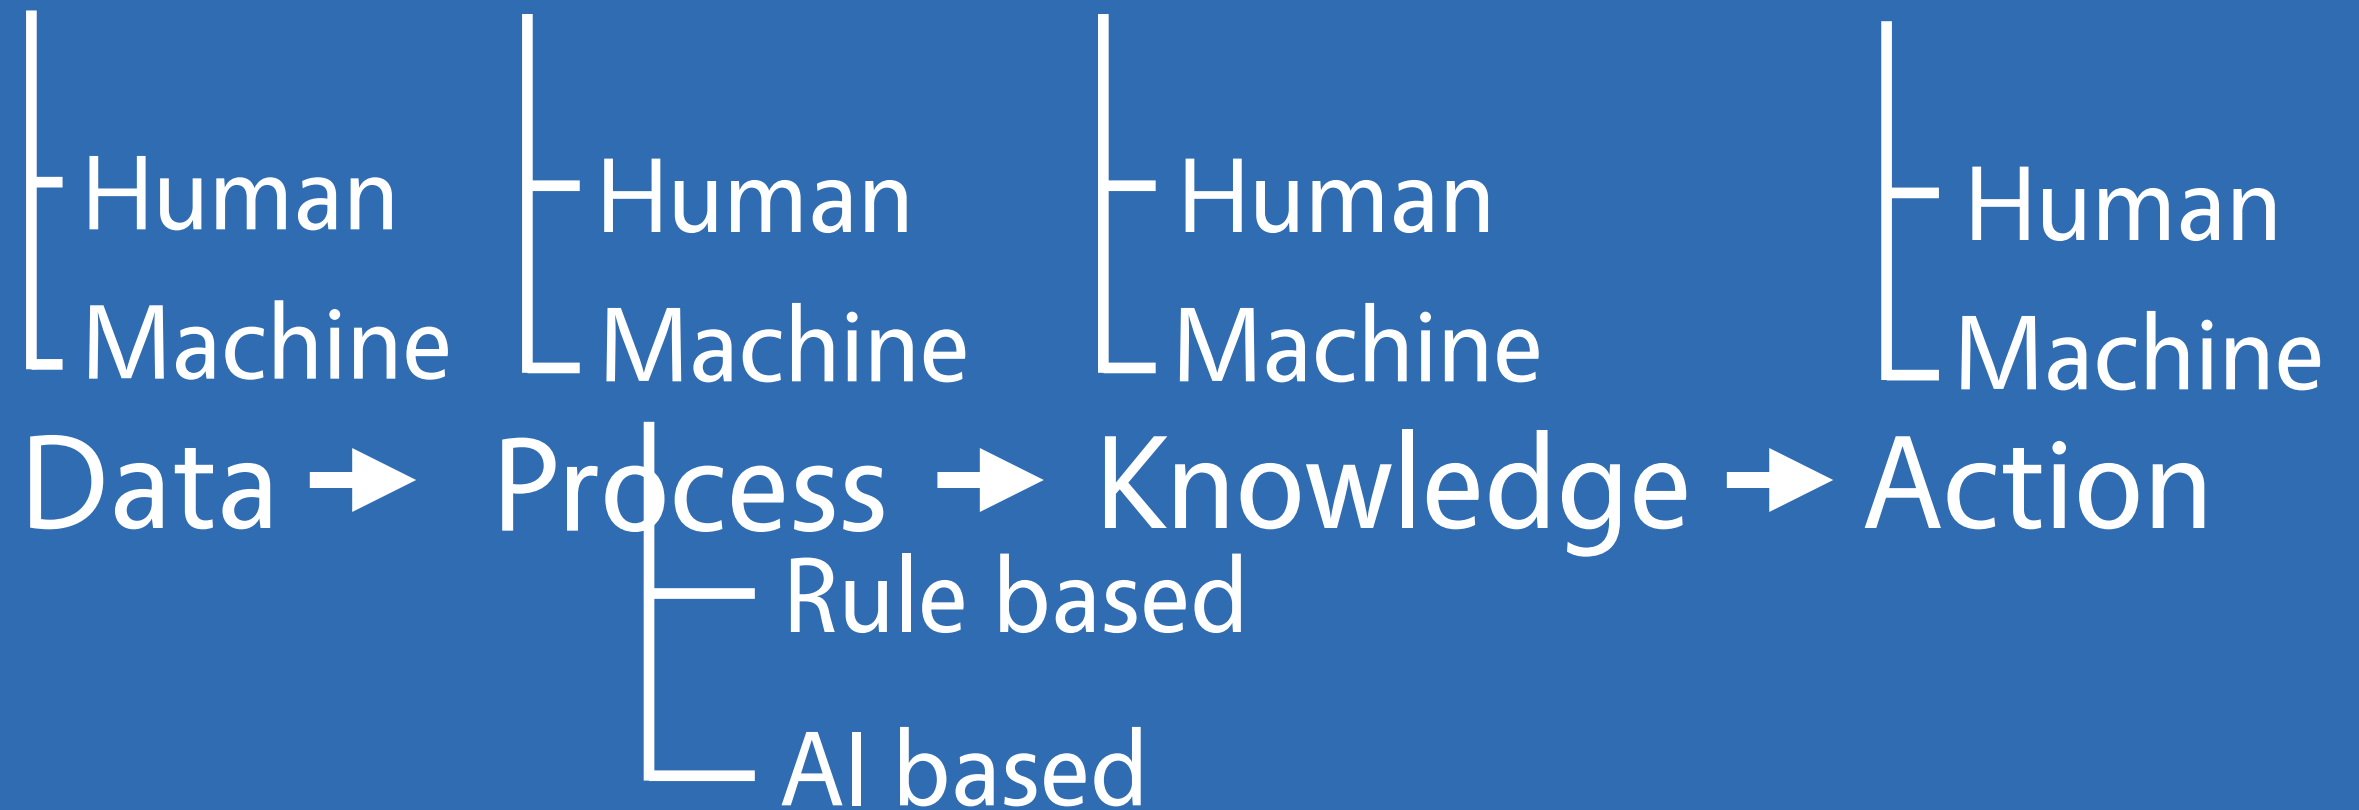 Human Human Human Human
Machine Machine Machine Machine
Data Process Knowledge Action
Rule based
AI based